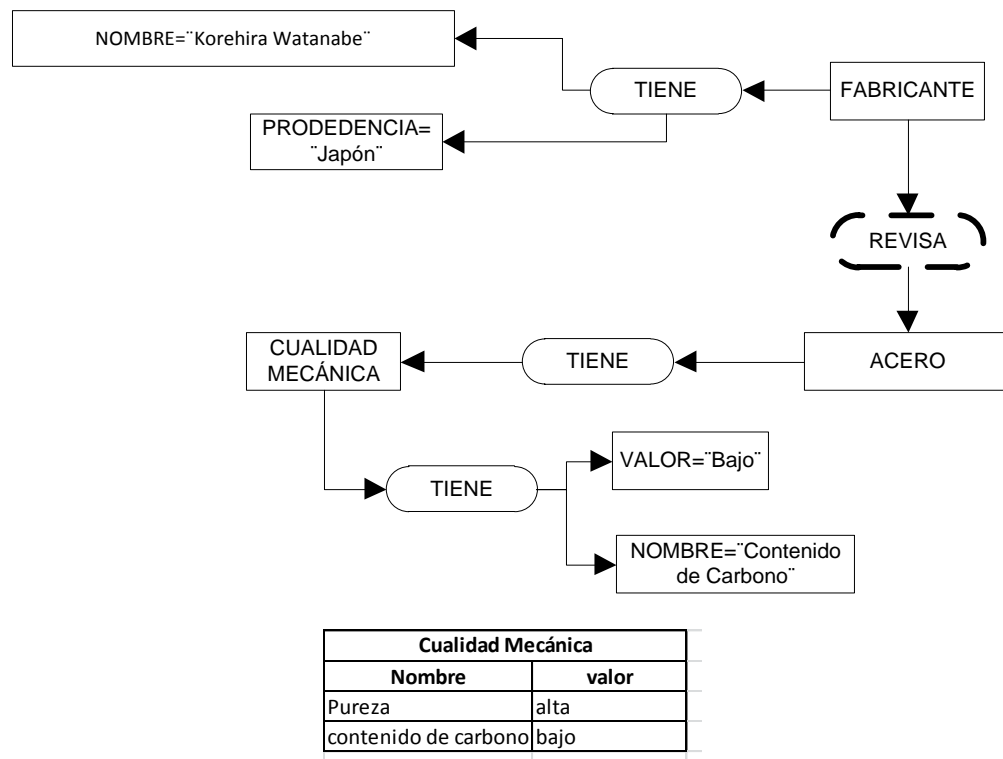 NOMBRE=¨Korehira Watanabe¨
TIENE
FABRICANTE
PRODEDENCIA=
¨Japón¨
REVISA
CUALIDAD
MECÁNICA
TIENE
ACERO
VALOR=¨Bajo¨
TIENE
NOMBRE=¨Contenido
de Carbono¨
Cualidad Mecánica
Nombre valor
Pureza alta
contenido de carbono bajo